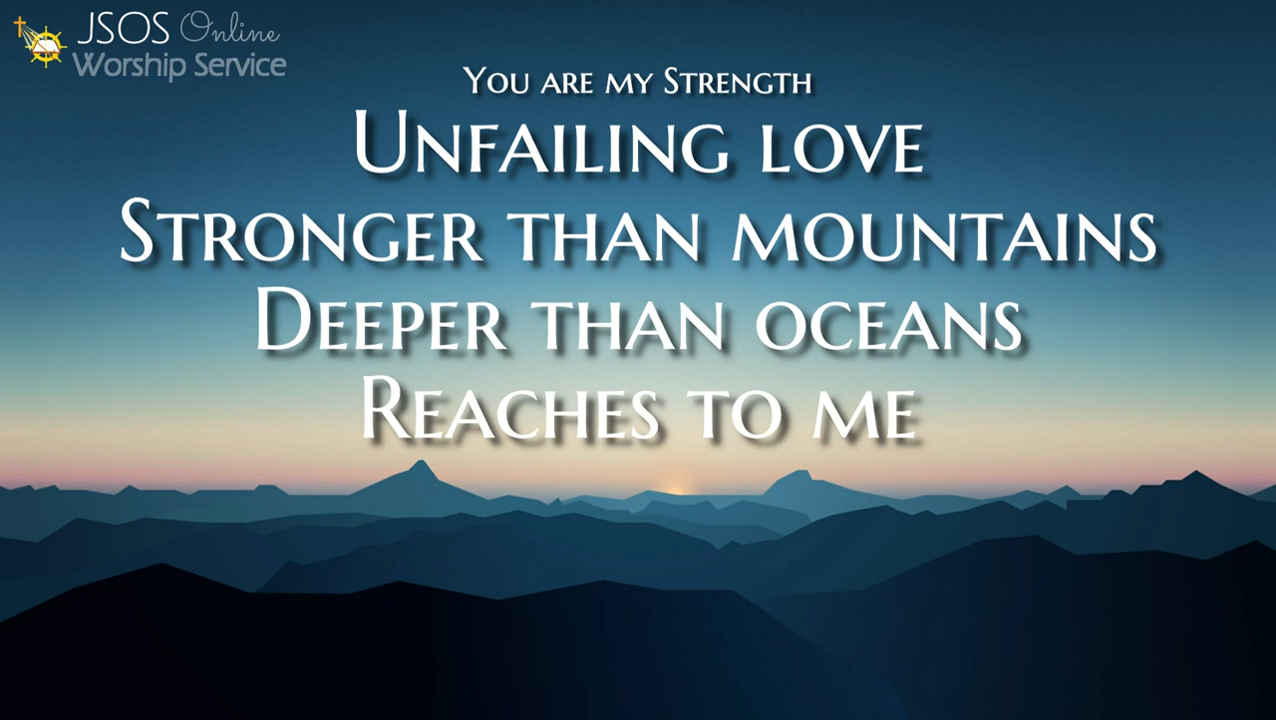 JSOS Online
Worship Service
You are my Strength
Unfailing love
Stronger than mountains
Deeper than oceans
Reaches to me